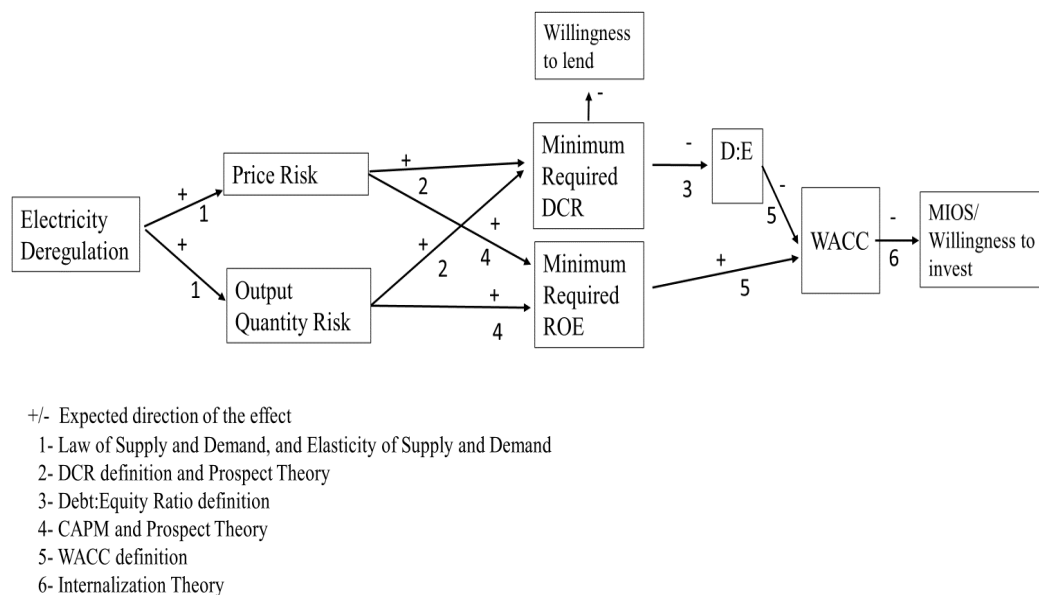 Willingness
to lend
-
Minimum
Required
DCR
-
3
D:E
-
5
Price Risk
+
2
+
1
Electricity
Deregulation
+
1
+
2
+
4
Output
Quantity Risk
+
4
Minimum
Required
ROE
+
5
WACC
-
6
MIOS/
Willingness to
invest
+/- Expected direction of the effect
1- Law of Supply and Demand, and Elasticity of Supply and Demand
2- DCR definition and Prospect Theory
3- Debt:Equity Ratio definition
4- CAPM and Prospect Theory
5- WACC definition
6- Internalization Theory